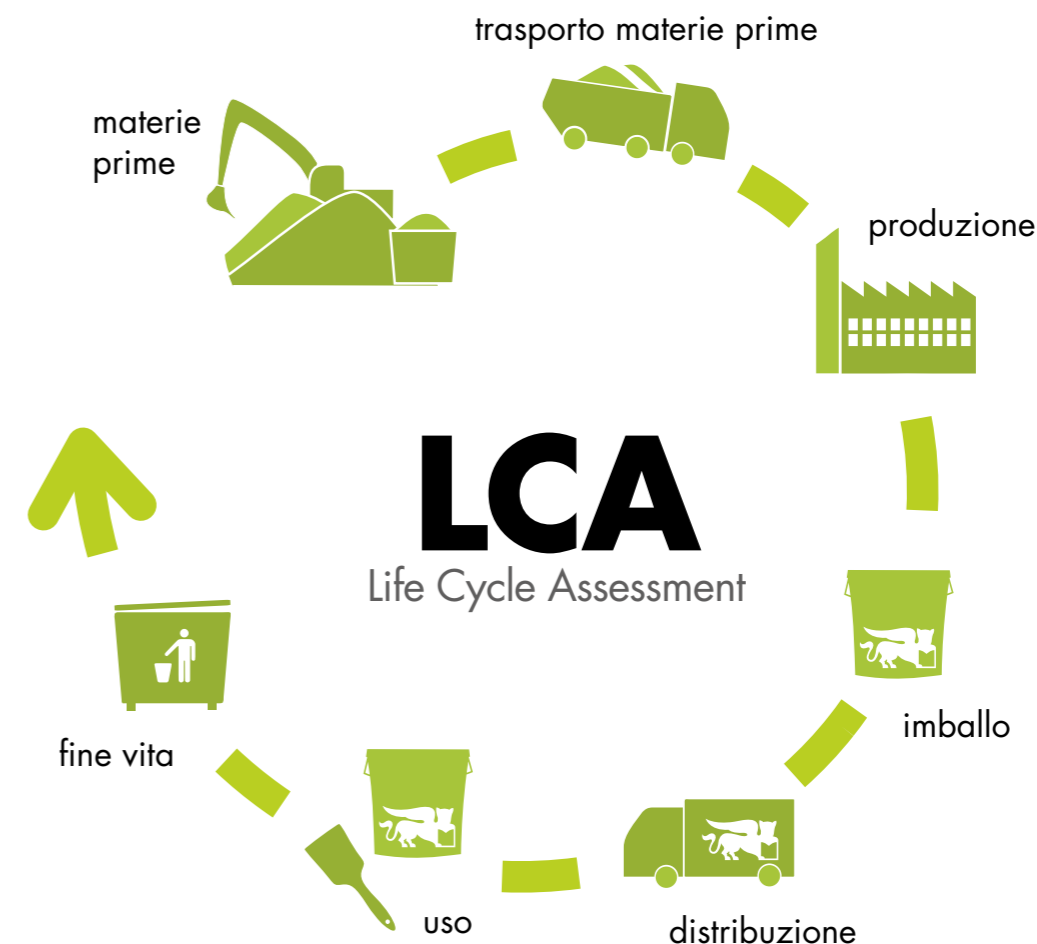 trasporto materie prime
materie
prime
produzione
LCA
Life Cycle Assessment
imballo
fine vita
uso
distribuzione